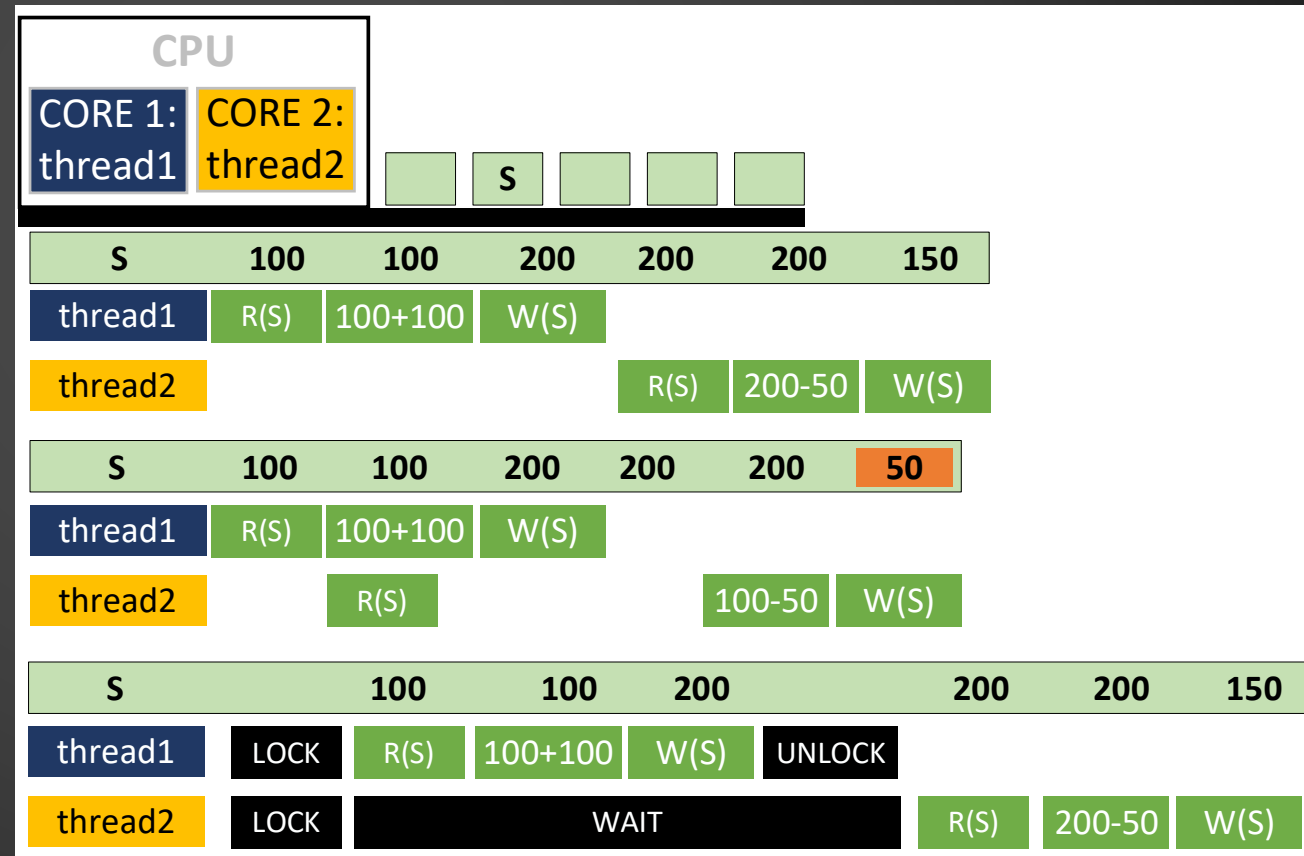 CPU
CORE 1: CORE 2:
thread1 thread2
S
S 100 100 200 200 200 150
thread1 R(S) 100+100 W(S)
thread2 R(S) 200-50 W(S)
S 100 100 200 200 200 50
thread1 R(S) 100+100 W(S)
thread2 R(S) 100-50 W(S)
S 100 100 200 200 200 150
thread1 LOCK R(S) 100+100 W(S) UNLOCK
thread2 LOCK WAIT R(S) 200-50 W(S)